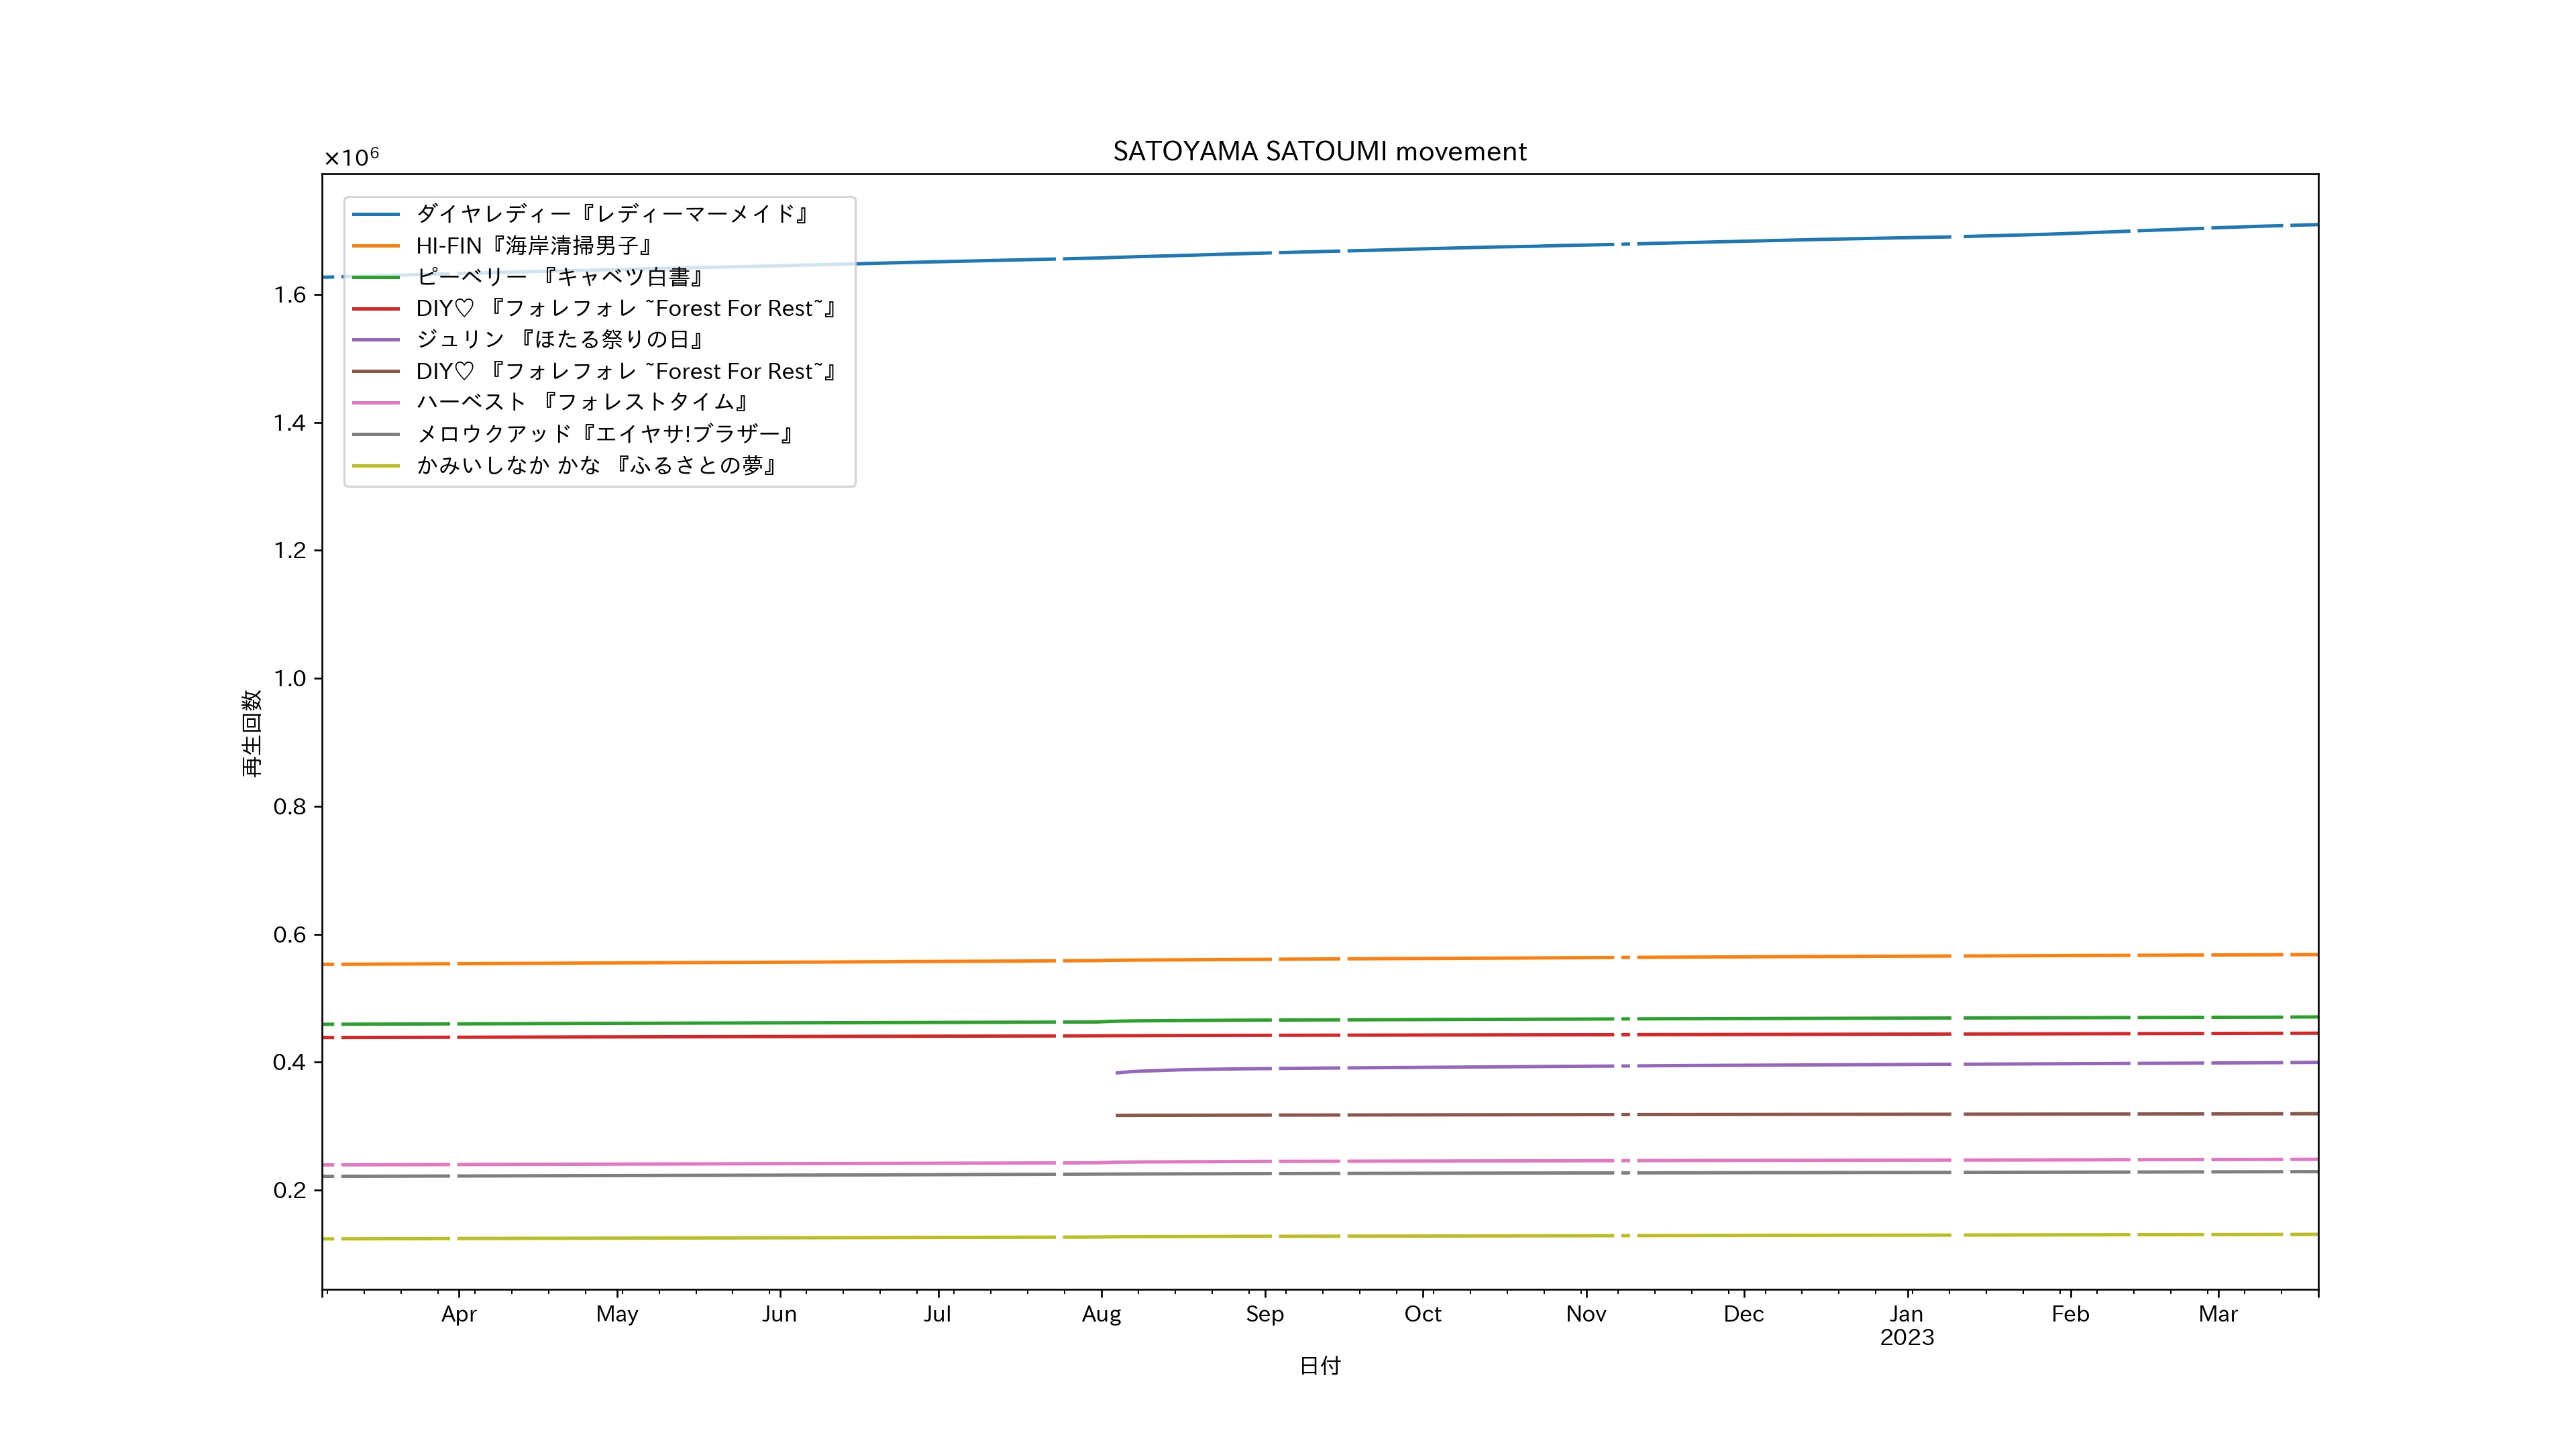 SATOYAMA SATOUMI movement
×10⁶
ダイヤレディー『レディーマーメイド』
HI-FIN『海岸清掃男子』
ピーベリー 『キャベツ白書』
DIY♡ 『フォレフォレ ~Forest For Rest~』
ジュリン 『ほたる祭りの日』
DIY♡ 『フォレフォレ ~Forest For Rest~』
ハーベスト 『フォレストタイム』
メロウクアッド『エイヤサ!ブラザー』
かみいしなか かな 『ふるさとの夢』
1.6
1.4
1.2
1.0
0.8
0.6
0.4
0.2
再生回数
Apr May Jun Jul Aug Sep Oct Nov Dec Jan Feb Mar
2023
日付